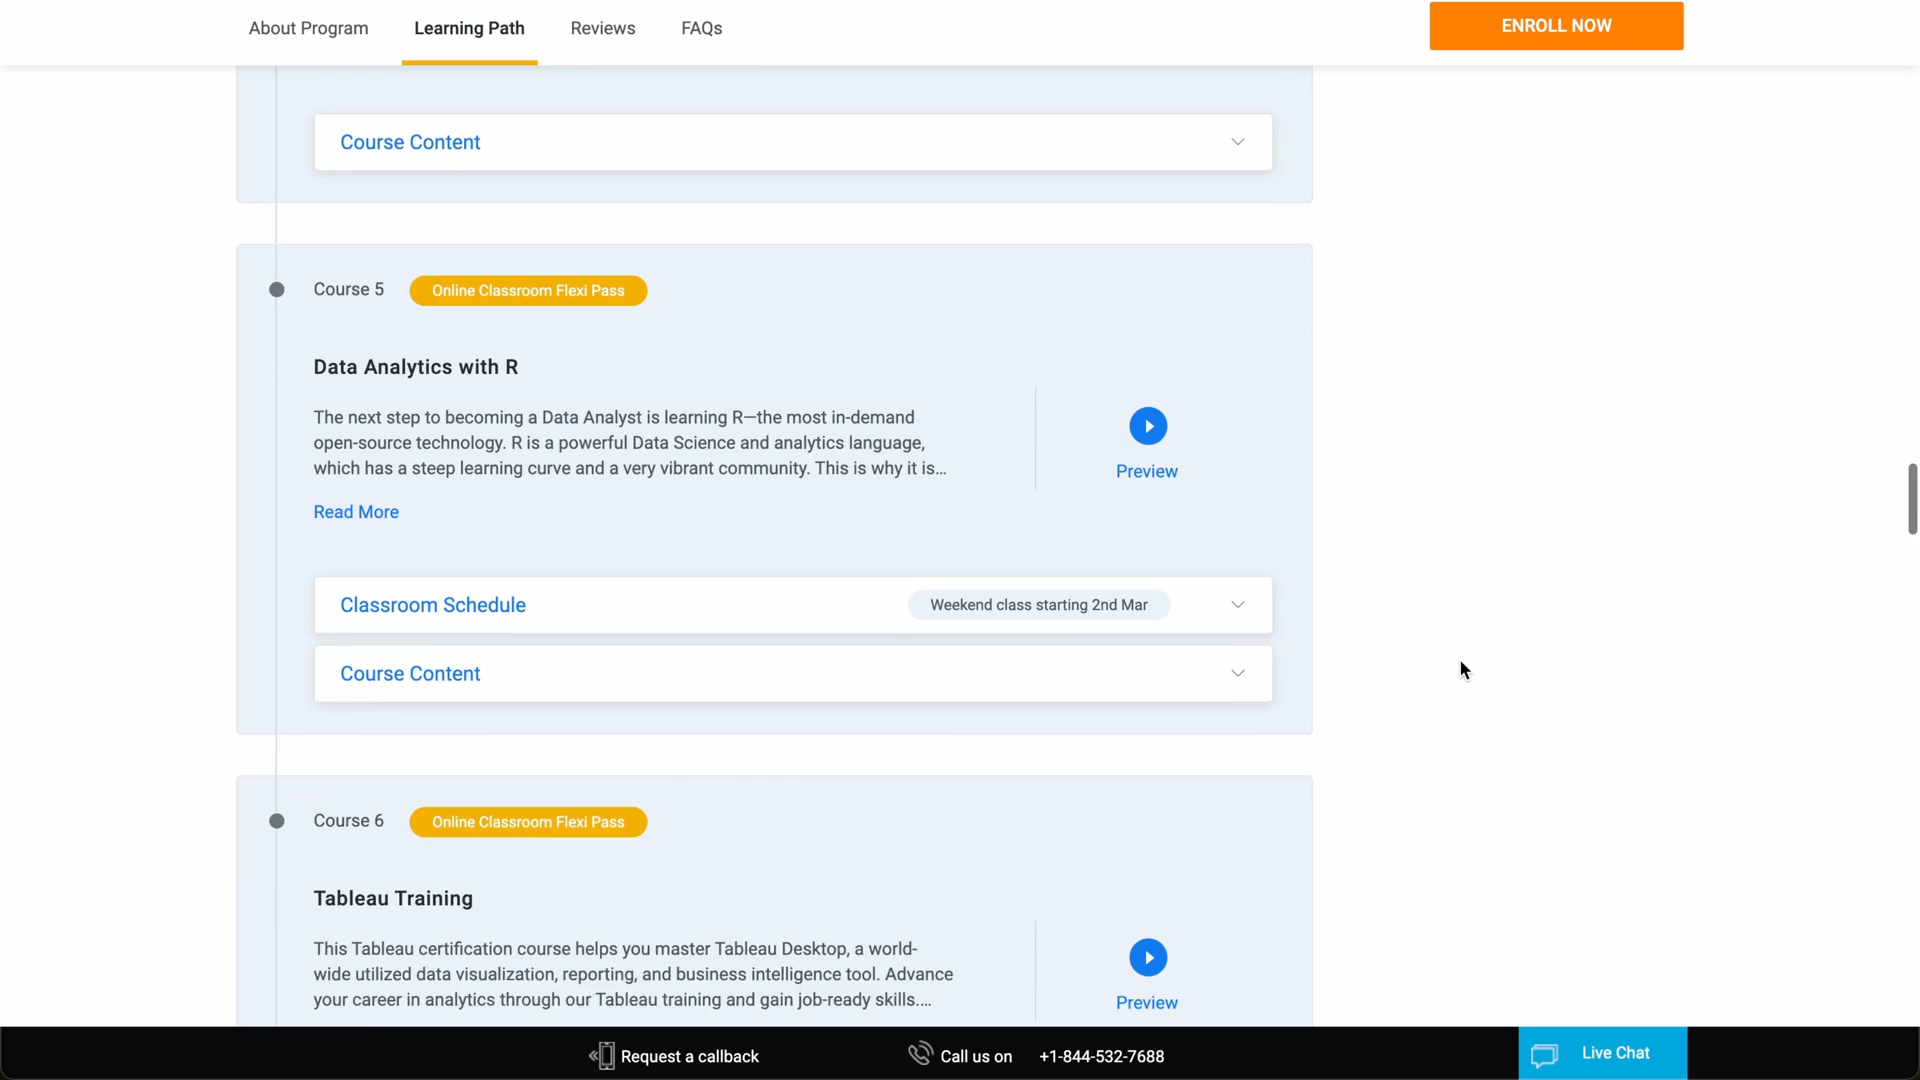 About Program
Learning Path
Reviews
FAQs
ENROLL NOW
Course Content
Course 5
Online Classroom Flexi Pass
Data Analytics with R
The next step to becoming a Data Analyst is learning R—the most in-demand
open-source technology. R is a powerful Data Science and analytics language,
which has a steep learning curve and a very vibrant community. This is why it is...
Preview
Read More
Classroom Schedule
Weekend class starting 2nd Mar
Course Content
Course 6
Online Classroom Flexi Pass
Tableau Training
This Tableau certification course helps you master Tableau Desktop, a world-
wide utilized data visualization, reporting, and business intelligence tool. Advance
your career in analytics through our Tableau training and gain job-ready skills....
Preview
Request a callback
Call us on +1-844-532-7688
Live Chat